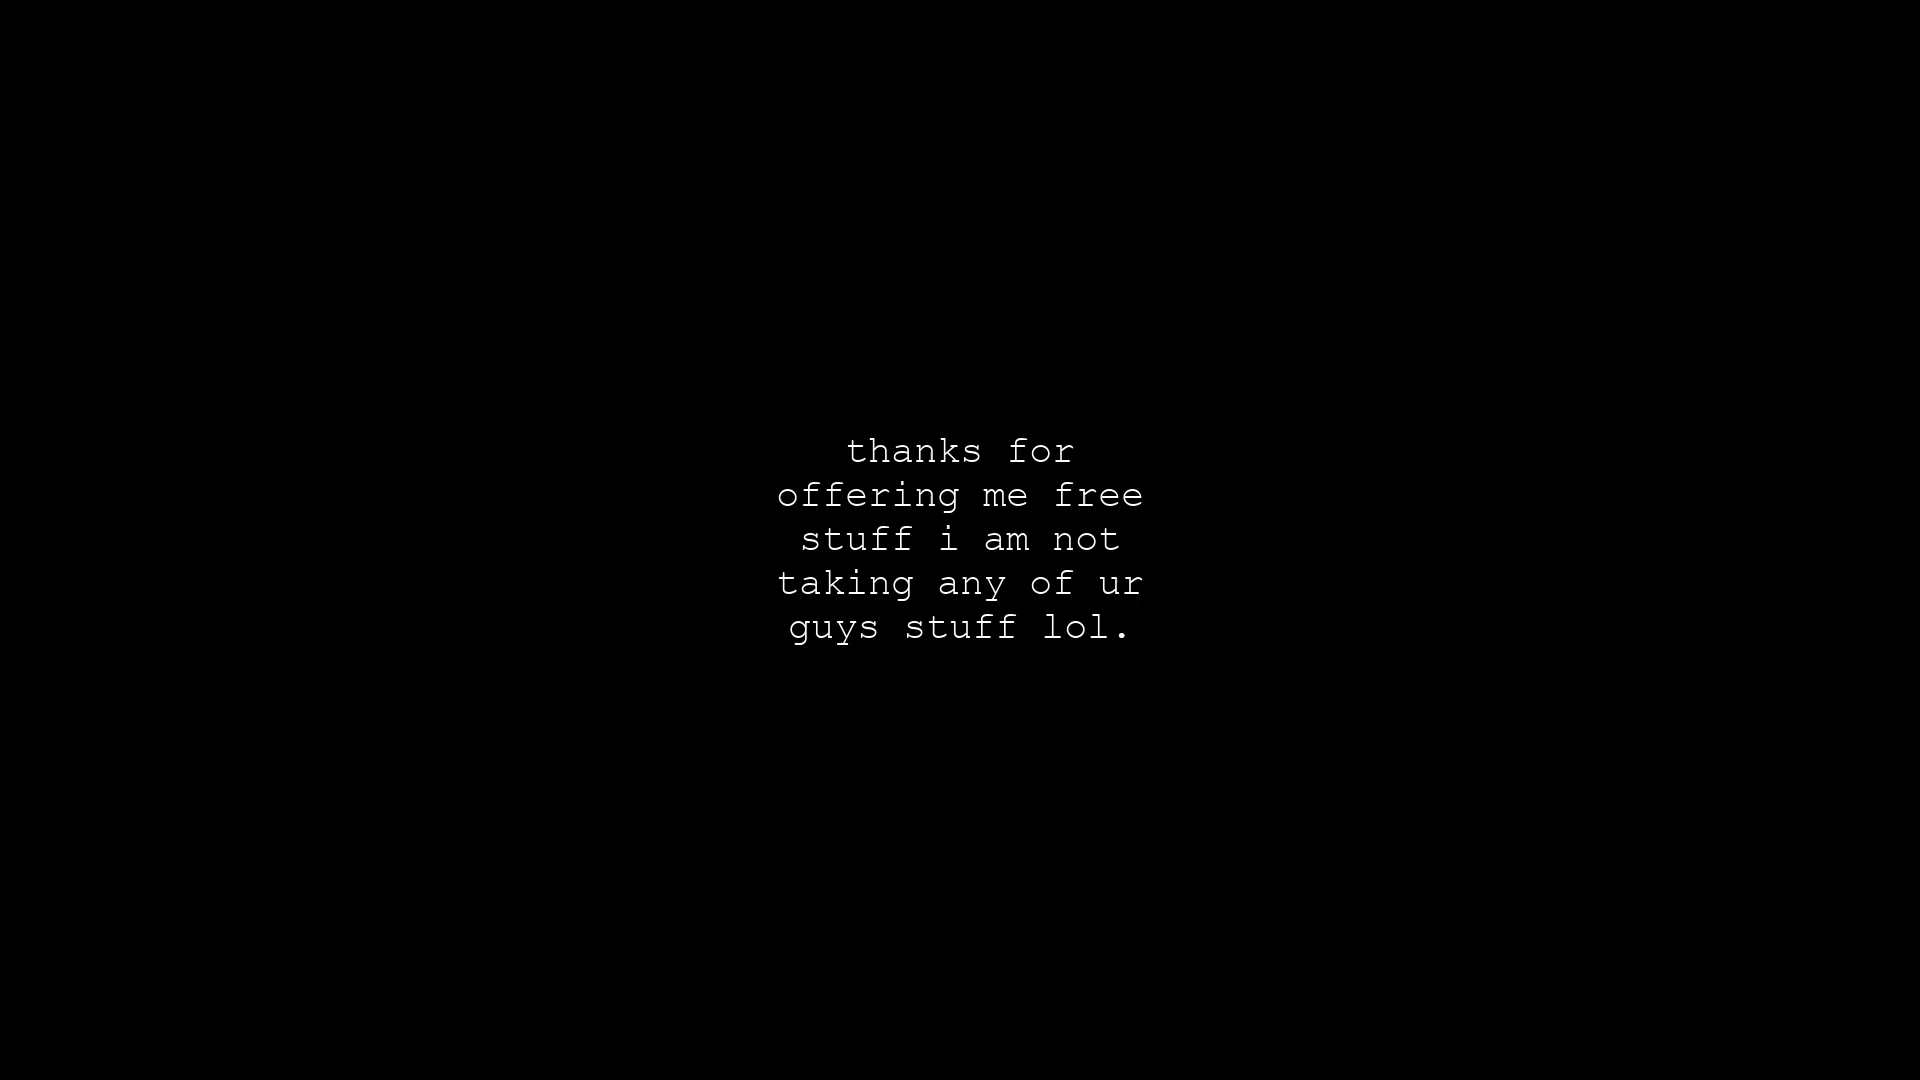 thanks for
offering me free
stuff i am not
taking any of ur
guys stuff lol.